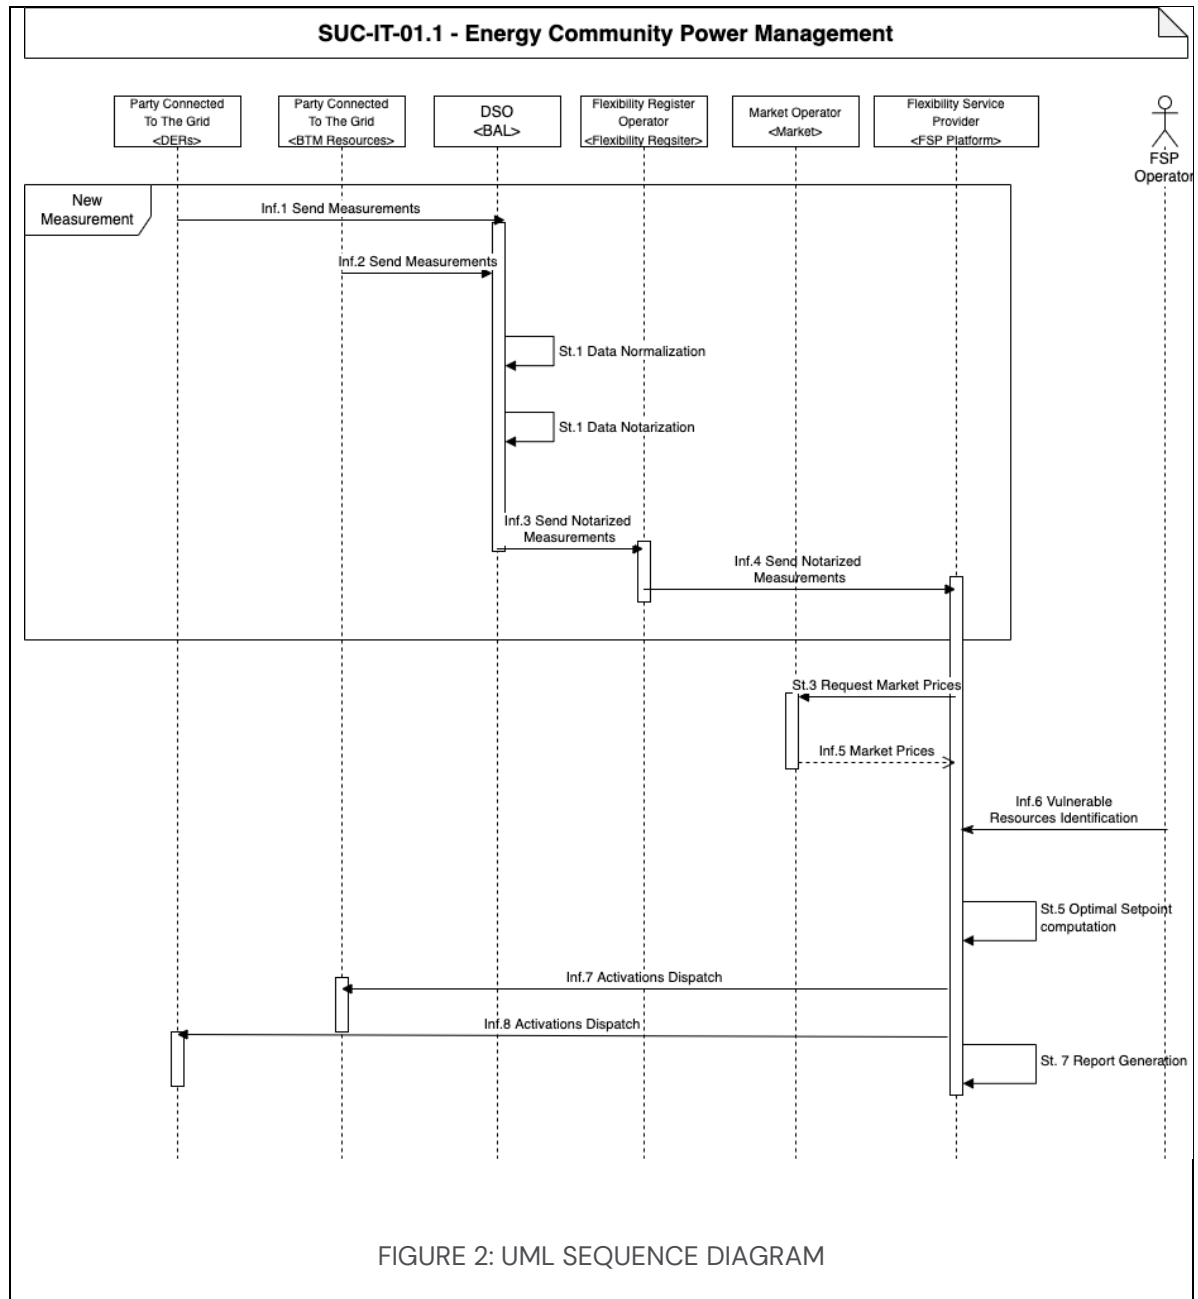 SUC-IT-01.1 - Energy Community Power Management
Party Connected
To The Grid
<DERs>
Party Connected
To The Grid
<BTM Resources>
DSO
<BAL>
Flexibility Register
Operator
<Flexibility Regsiter>
Market Operator
<Market>
Flexibility Service
Provider
<FSP Platform>
FSP
Operator
New
Measurement
Inf.1 Send Measurements
Inf.2 Send Measurements
St.1 Data Normalization
St.1 Data Notarization
Inf.3 Send Notarized
Measurements
Inf.4 Send Notarized
Measurements
St.3 Request Market Prices
Inf.5 Market Prices
Inf.6 Vulnerable
Resources Identification
St.5 Optimal Setpoint
computation
Inf.7 Activations Dispatch
Inf.8 Activations Dispatch
St. 7 Report Generation
FIGURE 2: UML SEQUENCE DIAGRAM